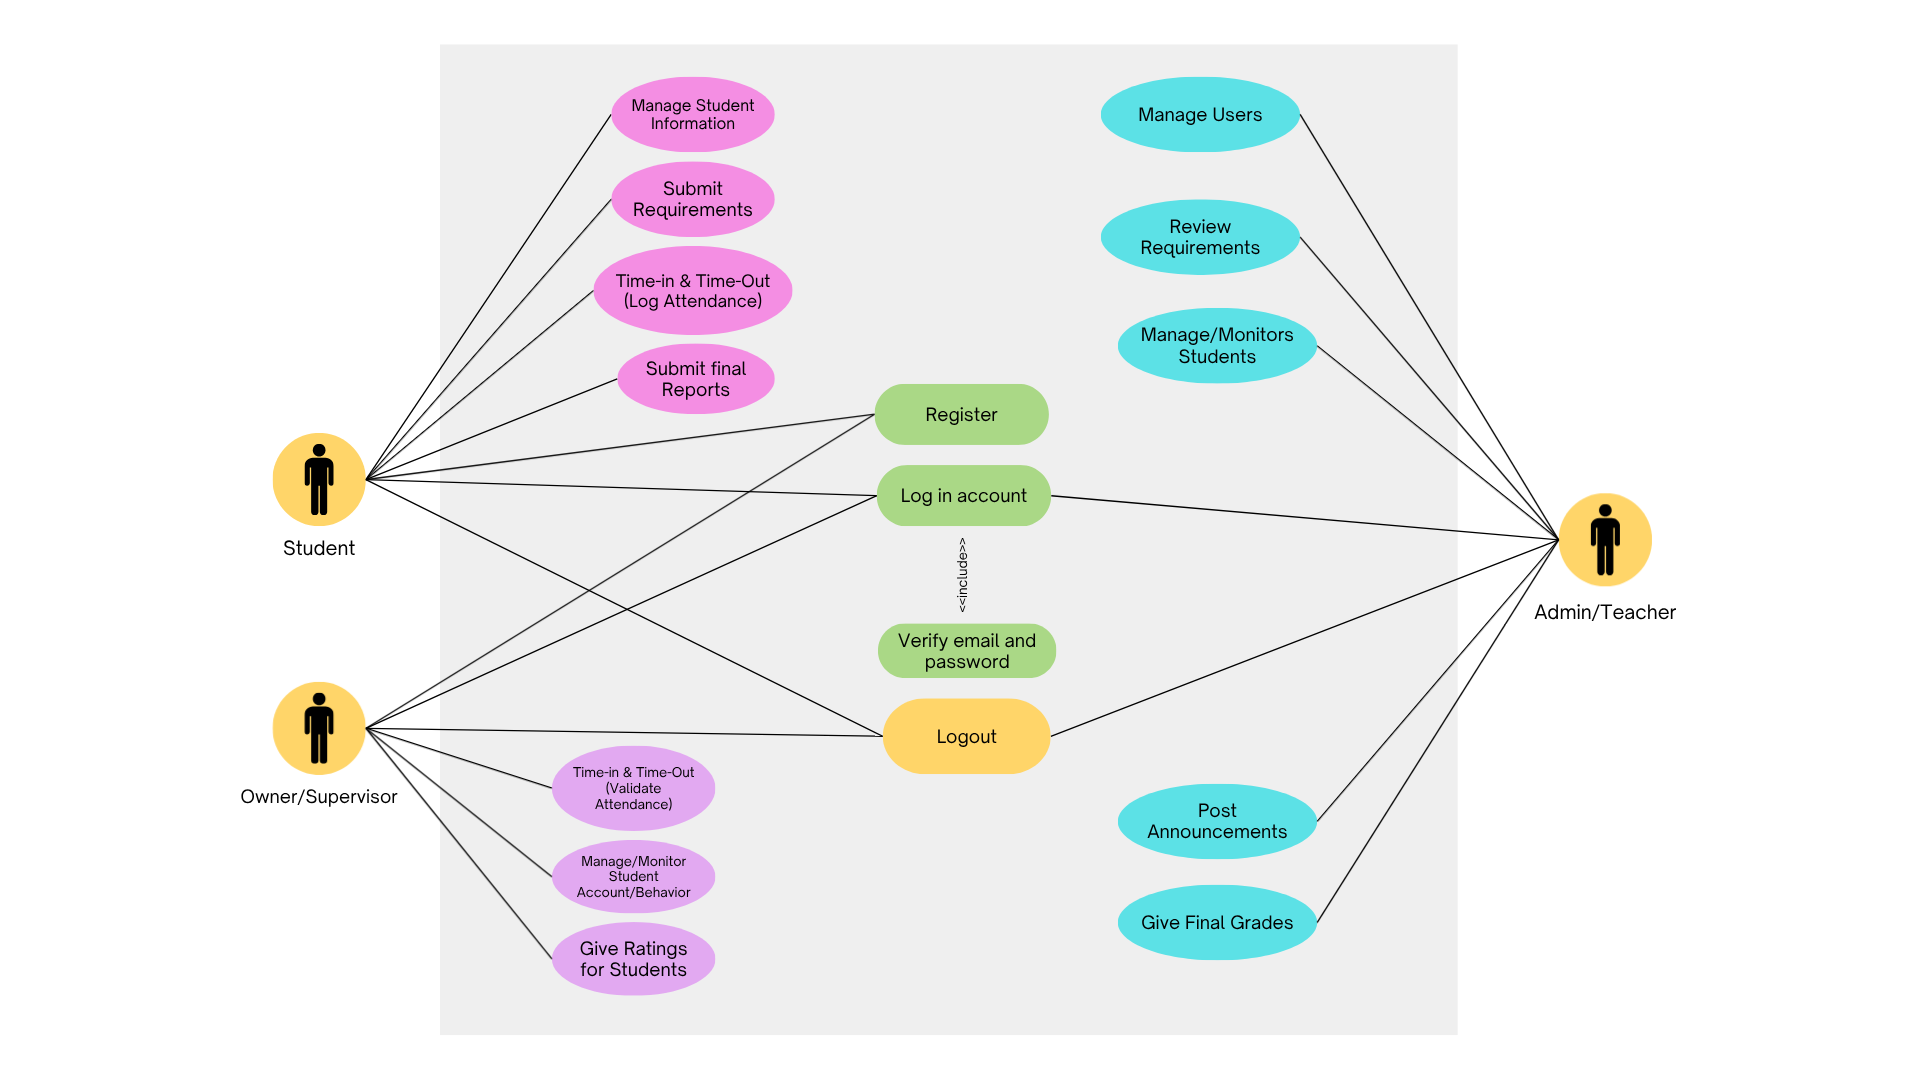 Manage Student
Information
Submit
Requirements
Time-in & Time-Out
(Log Attendance)
Submit final
Reports
Manage Users
Review
Requirements
Manage/Monitors
Students
Register
Log in account
<<include>>
Verify email and
password
Logout
Student
Owner/Supervisor
Admin/Teacher
Time-in & Time-Out
(Validate
Attendance)
Manage/Monitor
Student
Account/Behavior
Give Ratings
for Students
Post
Announcements
Give Final Grades